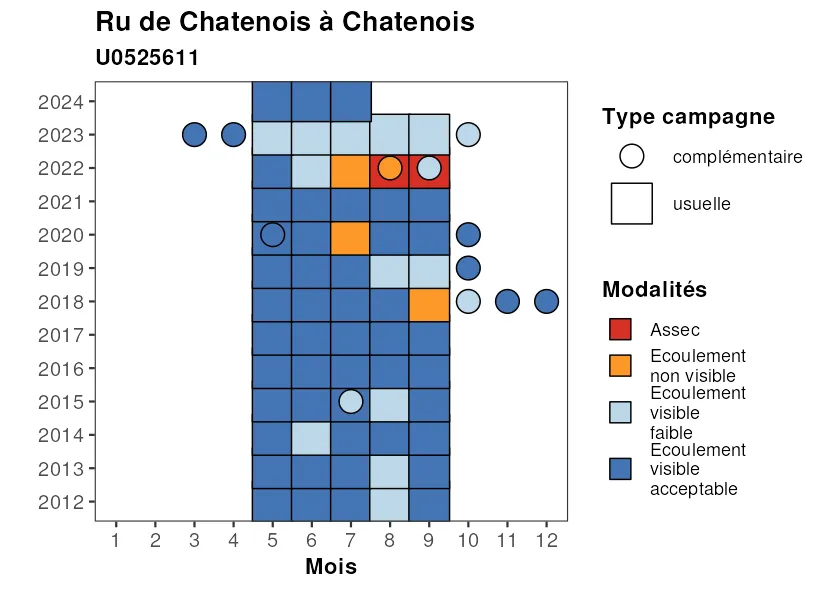 Ru de Chatenois à Chatenois
U0525611
2024
2023
2022
2021
2020
2019
2018
2017
2016
2015
2014
2013
2012
1 2 3 4 5 6 7 8 9 10 11 12
Mois
Type campagne
complémentaire
usuelle
Modalités
Assec
Ecoulement
non visible
Ecoulement
visible
faible
Ecoulement
visible
acceptable